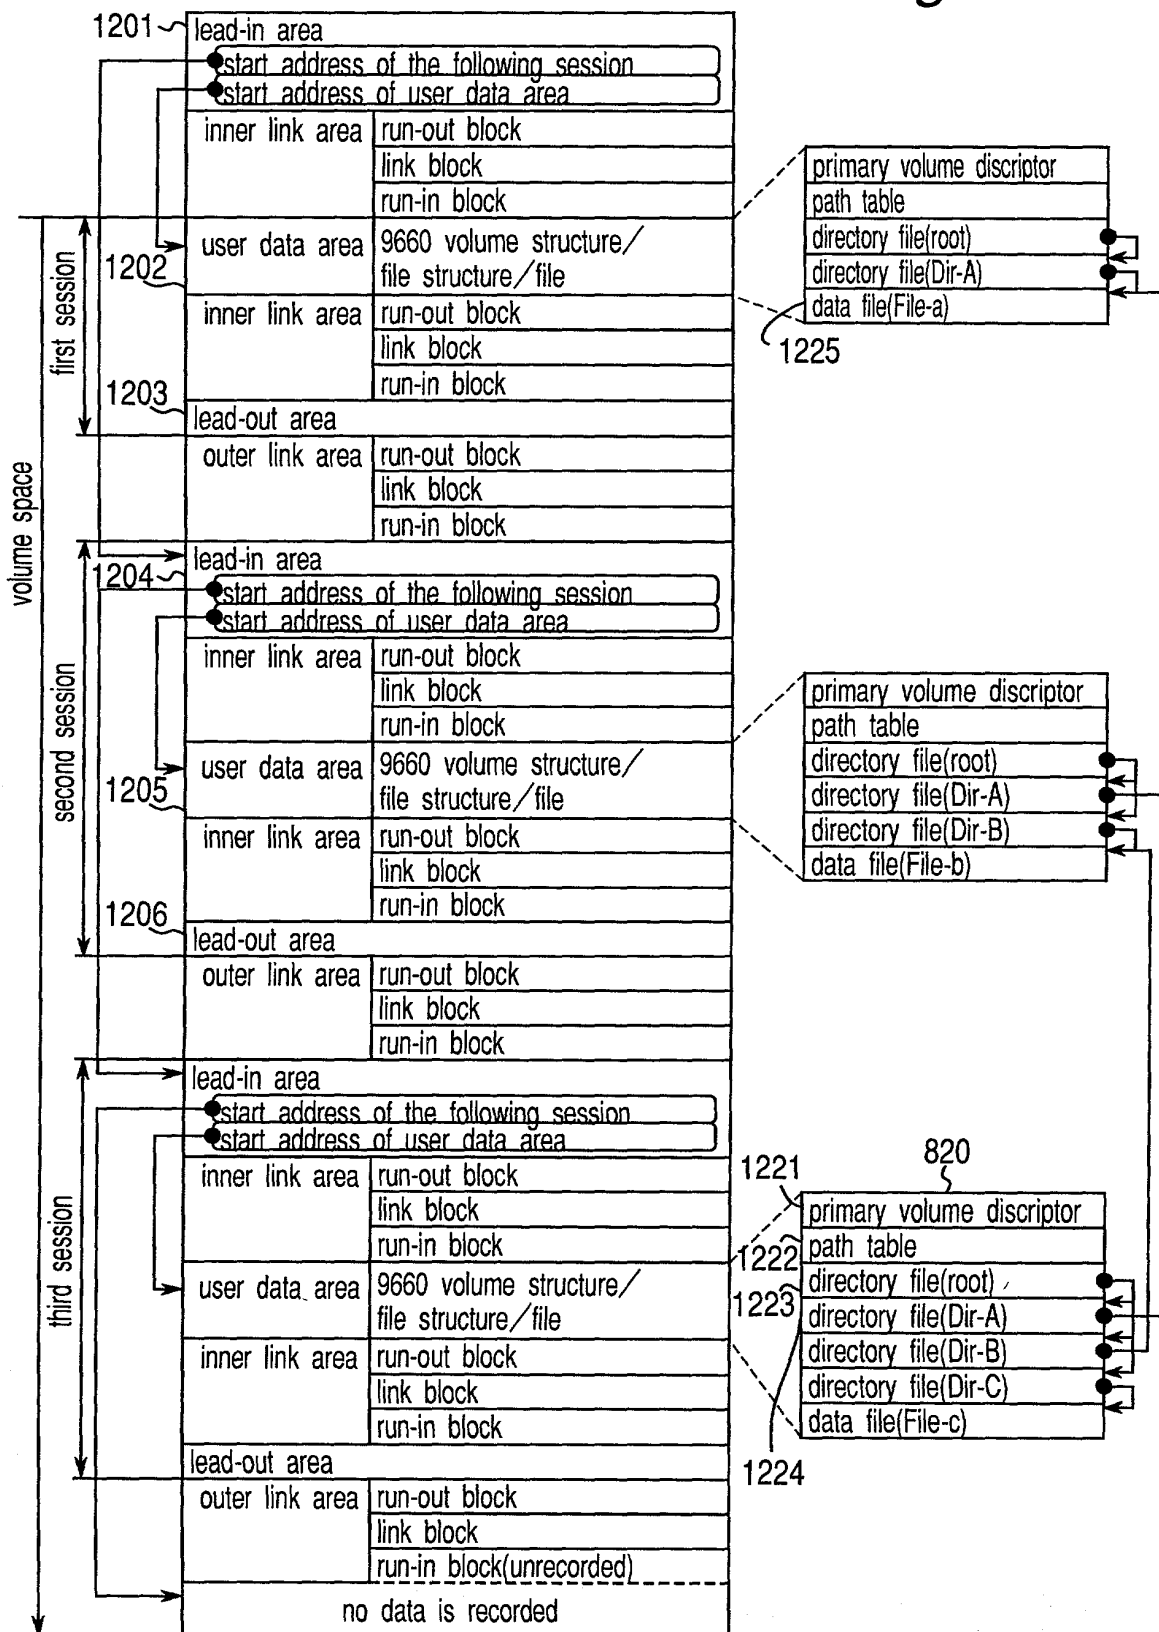 1201
lead-in area
start address of the following session
start address of user data area
inner link area
run-out block
link block
run-in block
user data area
9660 volume structure/
file structure/file
1202
inner link area
run-out block
link block
run-in block
1203
lead-out area
outer link area
run-out block
link block
run-in block
lead-in area
1204
start address of the following session
start address of user data area
inner link area
run-out block
link block
run-in block
user data area
9660 volume structure/
file structure/file
1205
inner link area
run-out block
link block
run-in block
1206
lead-out area
outer link area
run-out block
link block
run-in block
lead-in area
start address of the following session
start address of user data area
inner link area
run-out block
link block
run-in block
user data area
9660 volume structure/
file structure/file
inner link area
run-out block
link block
run-in block
lead-out area
outer link area
run-out block
link block
run-in block(unrecorded)
no data is recorded
volume space
first session
second session
third session
primary volume discriptor
path table
directory file(root)
directory file(Dir-A)
data file(File-a)
1225
primary volume discriptor
path table
directory file(root)
directory file(Dir-A)
directory file(Dir-B)
data file(File-b)
820
1221
primary volume discriptor
1222
path table
1223
directory file(root)
directory file(Dir-A)
directory file(Dir-B)
directory file(Dir-C)
data file(File-c)
1224